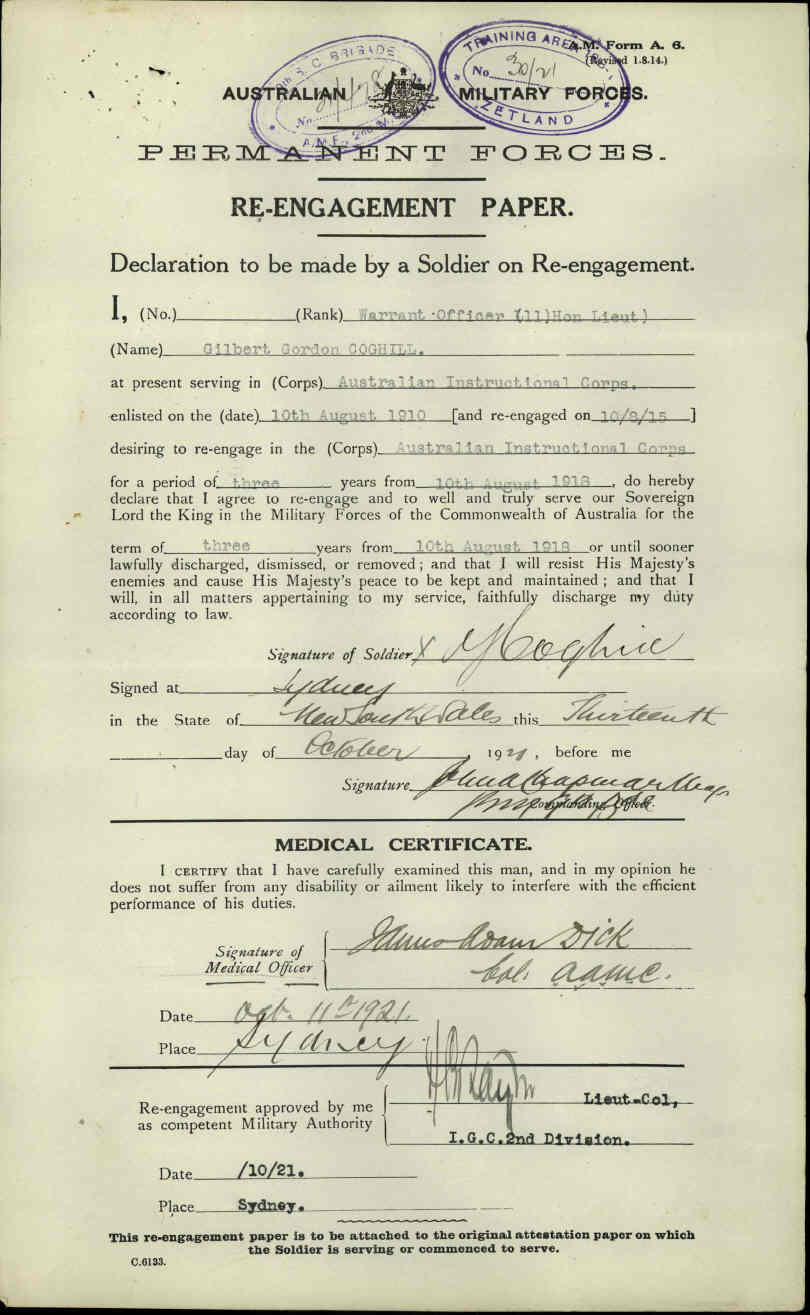 A.M. Form A. 6.
(Revised 1.8.14.)
TRAINING AREA
No. 30/21
ZETLAND
BRIGADE
No.
AUSTRALIAN MILITARY FORCES.
PERMANENT FORCES.
RE-ENGAGEMENT PAPER.
Declaration to be made by a Soldier on Re-engagement.
I, (No.) (Rank) Warrant Officer (11)Hon Lieut)
(Name) Gilbert Gordon COGHILL.
at present serving in (Corps) Australian Instructional Corps.
enlisted on the (date) 10th August 1910 [and re-engaged on 10/8/15 ]
desiring to re-engage in the (Corps) Australian Instructional Corps
for a period of three years from 10th August 1918, do hereby
declare that I agree to re-engage and to well and truly serve our Sovereign
Lord the King in the Military Forces of the Commonwealth of Australia for the
term of three years from 10th August 1918 or until sooner
lawfully discharged, dismissed, or removed; and that I will resist His Majesty's
enemies and cause His Majesty's peace to be kept and maintained; and that I
will, in all matters appertaining to my service, faithfully discharge my duty
according to law.
Signature of Soldier X Coghill
Signed at Sydney
in the State of New South Wales this Thirteenth
day of October, 1921, before me
Signature
Commanding Officer.
MEDICAL CERTIFICATE.
I CERTIFY that I have carefully examined this man, and in my opinion he
does not suffer from any disability or ailment likely to interfere with the efficient
performance of his duties.
Signature of Medical Officer James Adam Dick
Col: AAMC.
Date Oct. 11th 1921.
Place Sydney
Re-engagement approved by me
as competent Military Authority
Lieut-Col,
I.G.C. 2nd Division.
Date /10/21.
Place Sydney.
This re-engagement paper is to be attached to the original attestation paper on which
the Soldier is serving or commenced to serve.
C.6133.